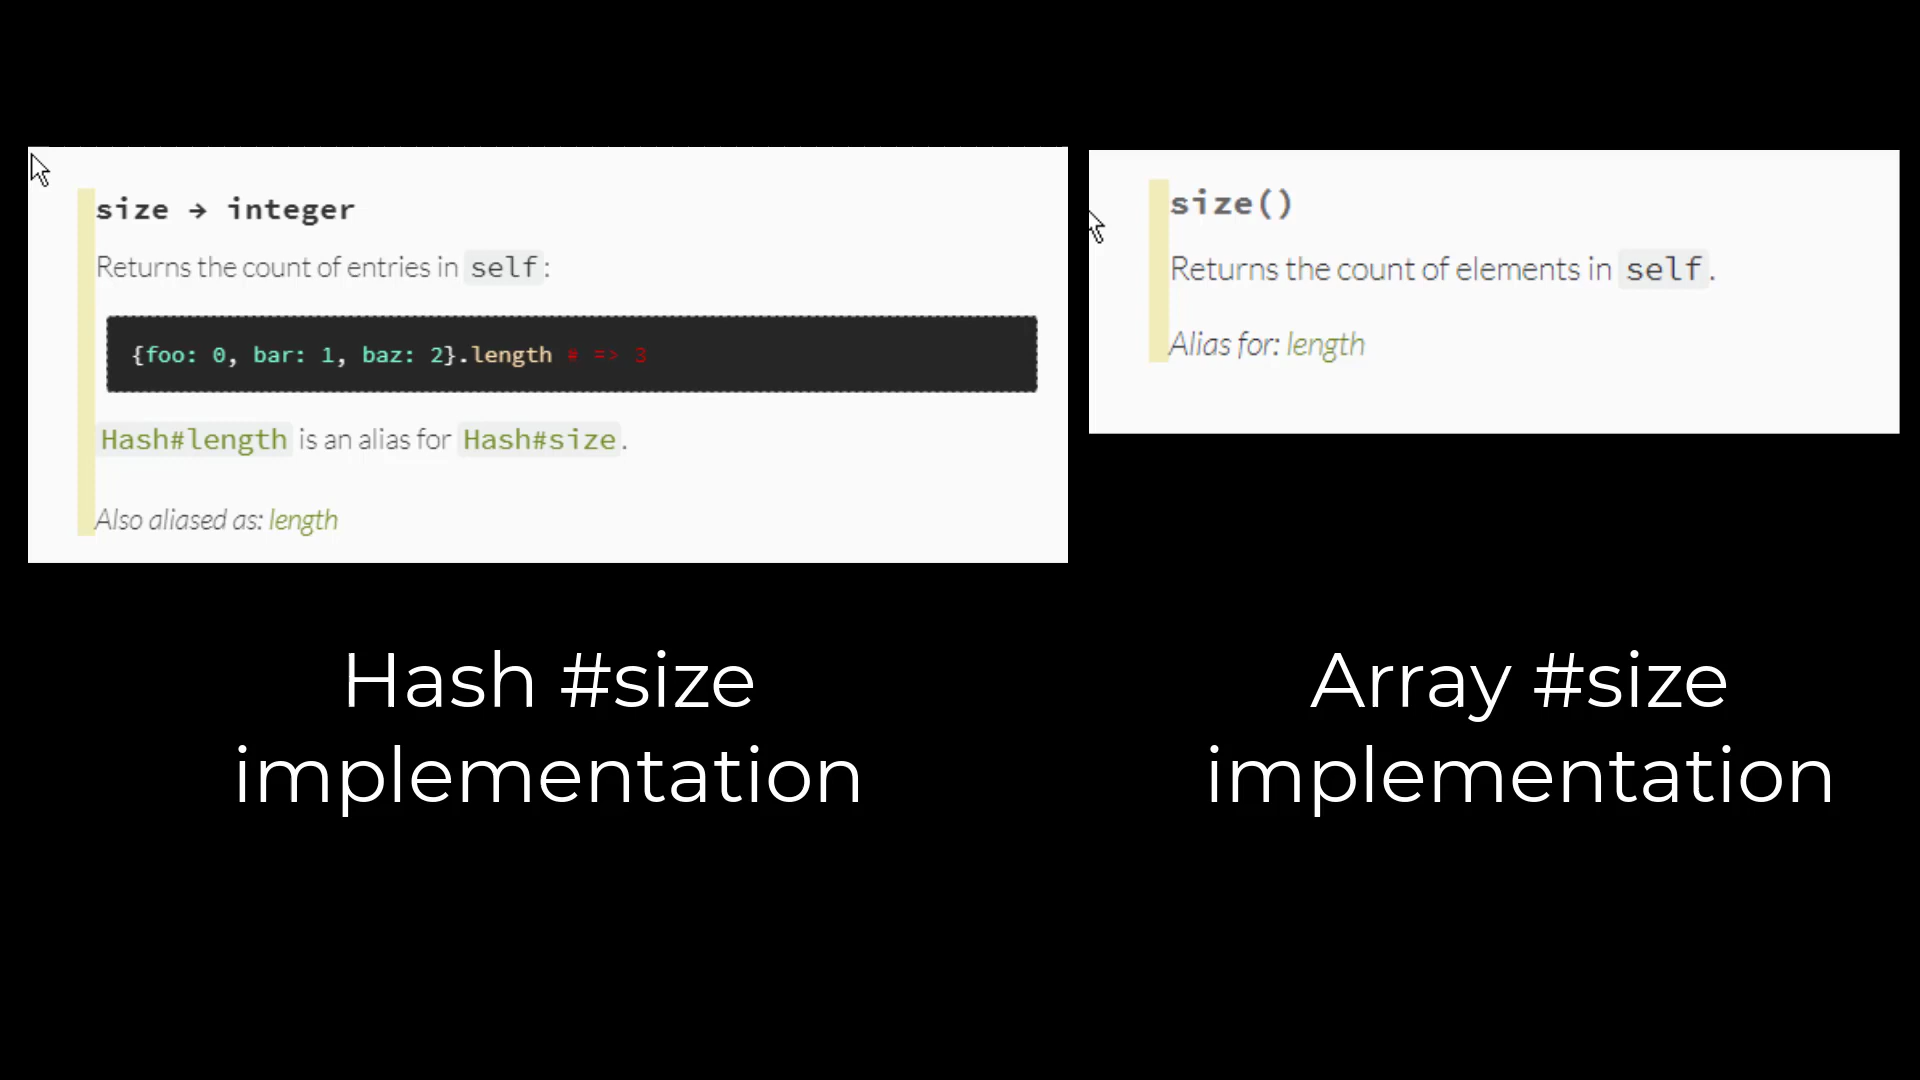 size → integer
Returns the count of entries in self:
{foo: 0, bar: 1, baz: 2}.length # => 3
Hash#length is an alias for Hash#size.
Also aliased as: length
Hash #size
implementation
size()
Returns the count of elements in self.
Alias for: length
Array #size
implementation